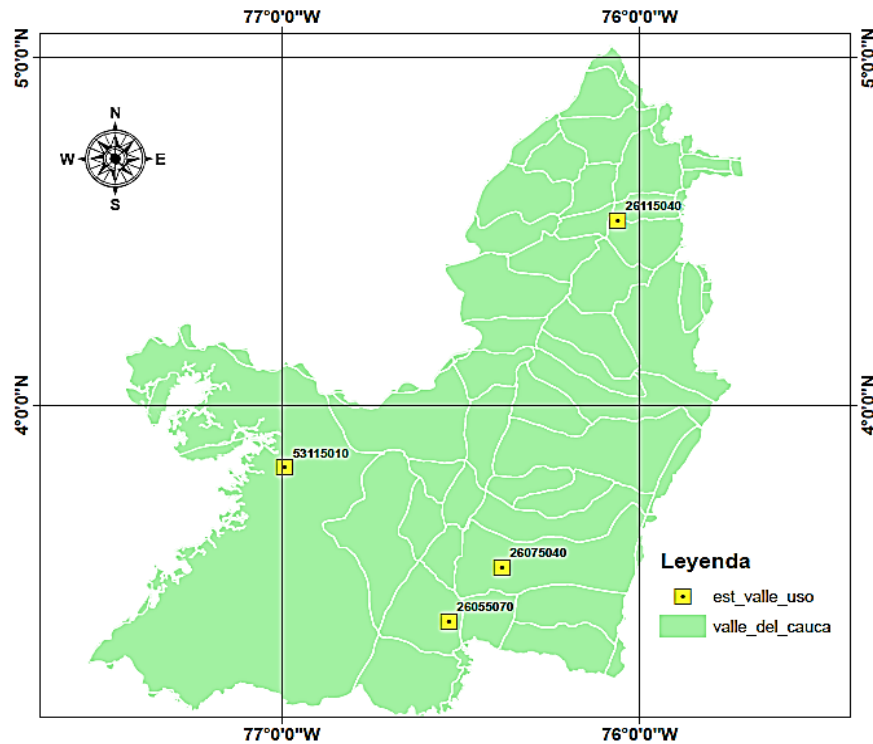 77°0'0"W 76°0'0"W
5°0'0"N 5°0'0"N
N
W E
S
26115040
4°0'0"N 4°0'0"N
53115010
26075040
26055070
Leyenda
est_valle_uso
valle_del_cauca
77°0'0"W 76°0'0"W